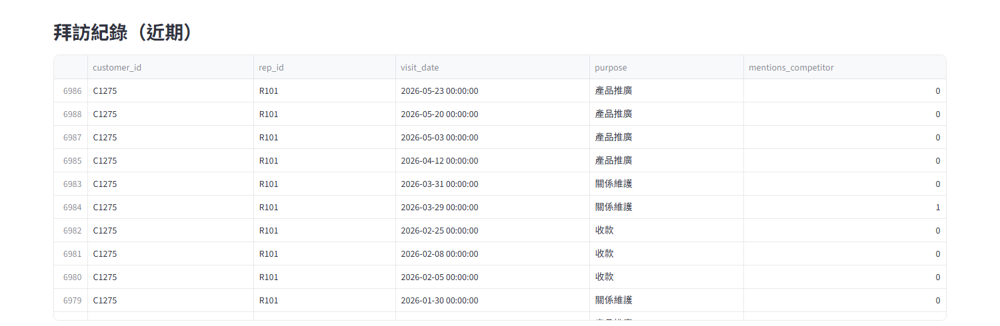 拜訪紀錄（近期）
customer_id rep_id visit_date purpose mentions_competitor
6986 C1275 R101 2026-05-23 00:00:00 產品推廣 0
6988 C1275 R101 2026-05-20 00:00:00 產品推廣 0
6987 C1275 R101 2026-05-03 00:00:00 產品推廣 0
6985 C1275 R101 2026-04-12 00:00:00 產品推廣 0
6983 C1275 R101 2026-03-31 00:00:00 關係維護 0
6984 C1275 R101 2026-03-29 00:00:00 關係維護 1
6982 C1275 R101 2026-02-25 00:00:00 收款 0
6981 C1275 R101 2026-02-08 00:00:00 收款 0
6980 C1275 R101 2026-02-05 00:00:00 收款 0
6979 C1275 R101 2026-01-30 00:00:00 關係維護 0